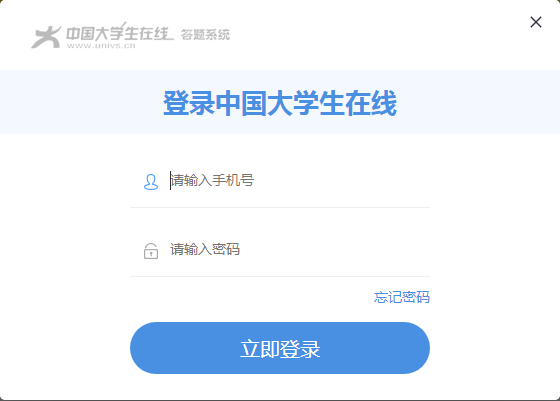 中国大学生在线 答题系统
www.univs.cn
登录中国大学生在线
请输入手机号
请输入密码
忘记密码
立即登录